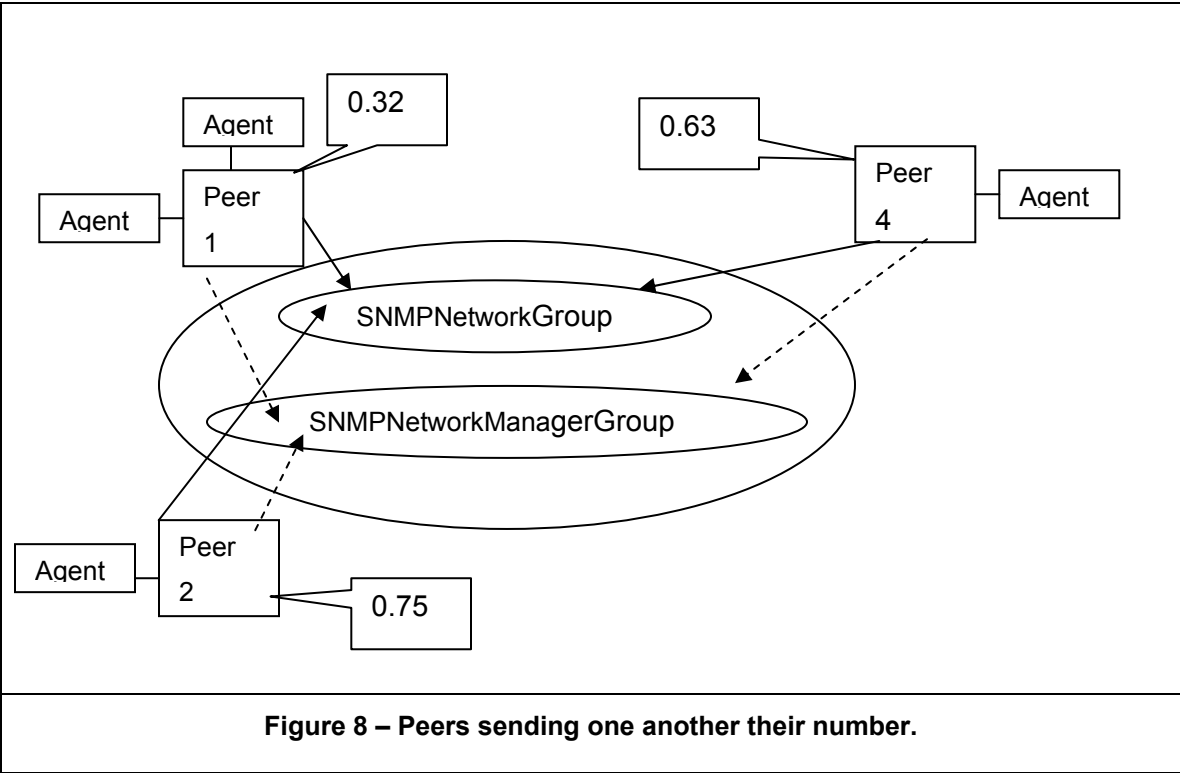 0.32
Agent
0.63
Peer
1
Agent
Peer
4
Agent
SNMPNetworkGroup
SNMPNetworkManagerGroup
Peer
2
Agent
0.75
Figure 8 – Peers sending one another their number.